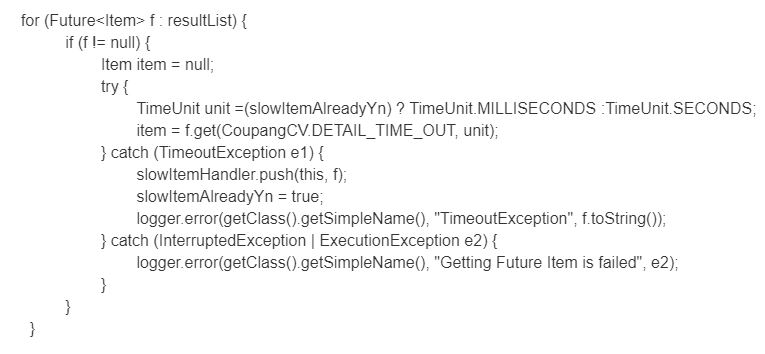 for (Future<Item> f : resultList) {
if (f != null) {
Item item = null;
try {
TimeUnit unit =(slowItemAlreadyYn) ? TimeUnit.MILLISECONDS :TimeUnit.SECONDS;
item = f.get(CoupangCV.DETAIL_TIME_OUT, unit);
} catch (TimeoutException e1) {
slowItemHandler.push(this, f);
slowItemAlreadyYn = true;
logger.error(getClass().getSimpleName(), "TimeoutException", f.toString());
} catch (InterruptedException | ExecutionException e2) {
logger.error(getClass().getSimpleName(), "Getting Future Item is failed", e2);
}
}
}